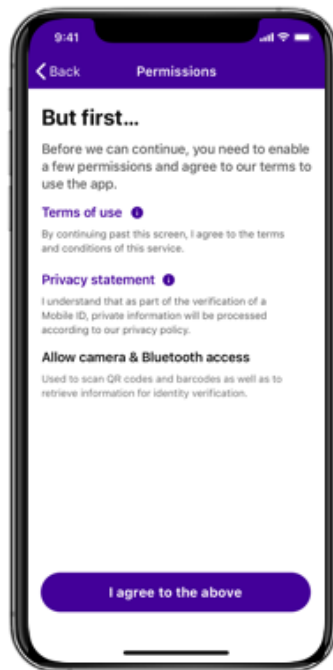 9:41
Back
Permissions
But first...
Before we can continue, you need to enable
a few permissions and agree to our terms to
use the app.
Terms of use
By continuing past this screen, I agree to the terms
and conditions of this service.
Privacy statement
I understand that as part of the verification of a
Mobile ID, private information will be processed
according to our privacy policy.
Allow camera & Bluetooth access
Used to scan QR codes and barcodes as well as to
retrieve information for identity verification.
I agree to the above